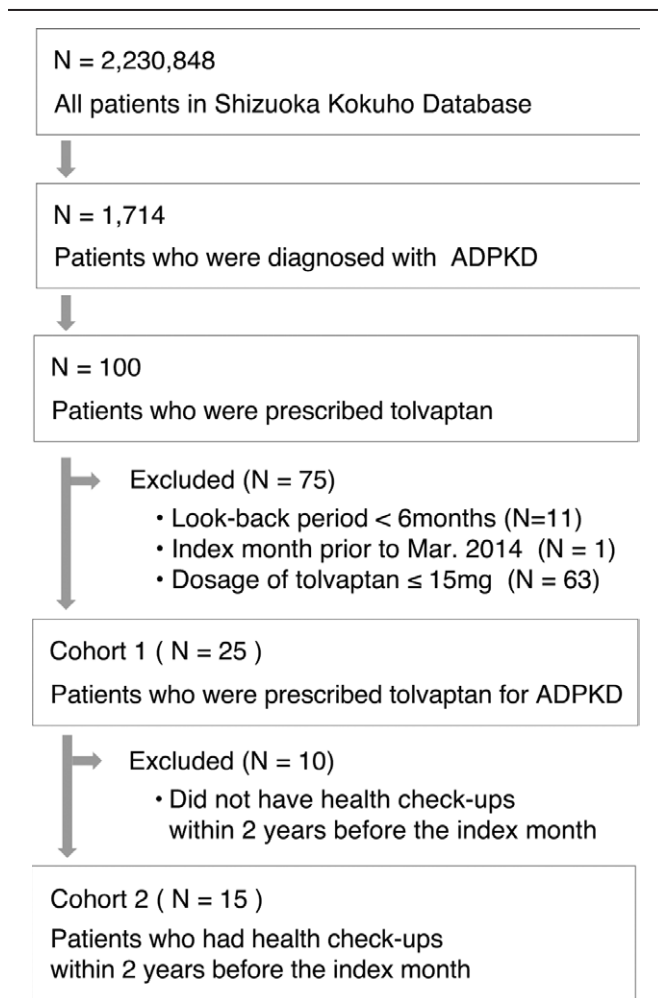 N = 2,230,848
All patients in Shizuoka Kokuho Database
N = 1,714
Patients who were diagnosed with ADPKD
N = 100
Patients who were prescribed tolvaptan
Excluded (N = 75)
• Look-back period < 6months (N=11)
• Index month prior to Mar. 2014 (N = 1)
• Dosage of tolvaptan ≤ 15mg (N = 63)
Cohort 1 ( N = 25 )
Patients who were prescribed tolvaptan for ADPKD
Excluded (N = 10)
• Did not have health check-ups
within 2 years before the index month
Cohort 2 ( N = 15 )
Patients who had health check-ups
within 2 years before the index month